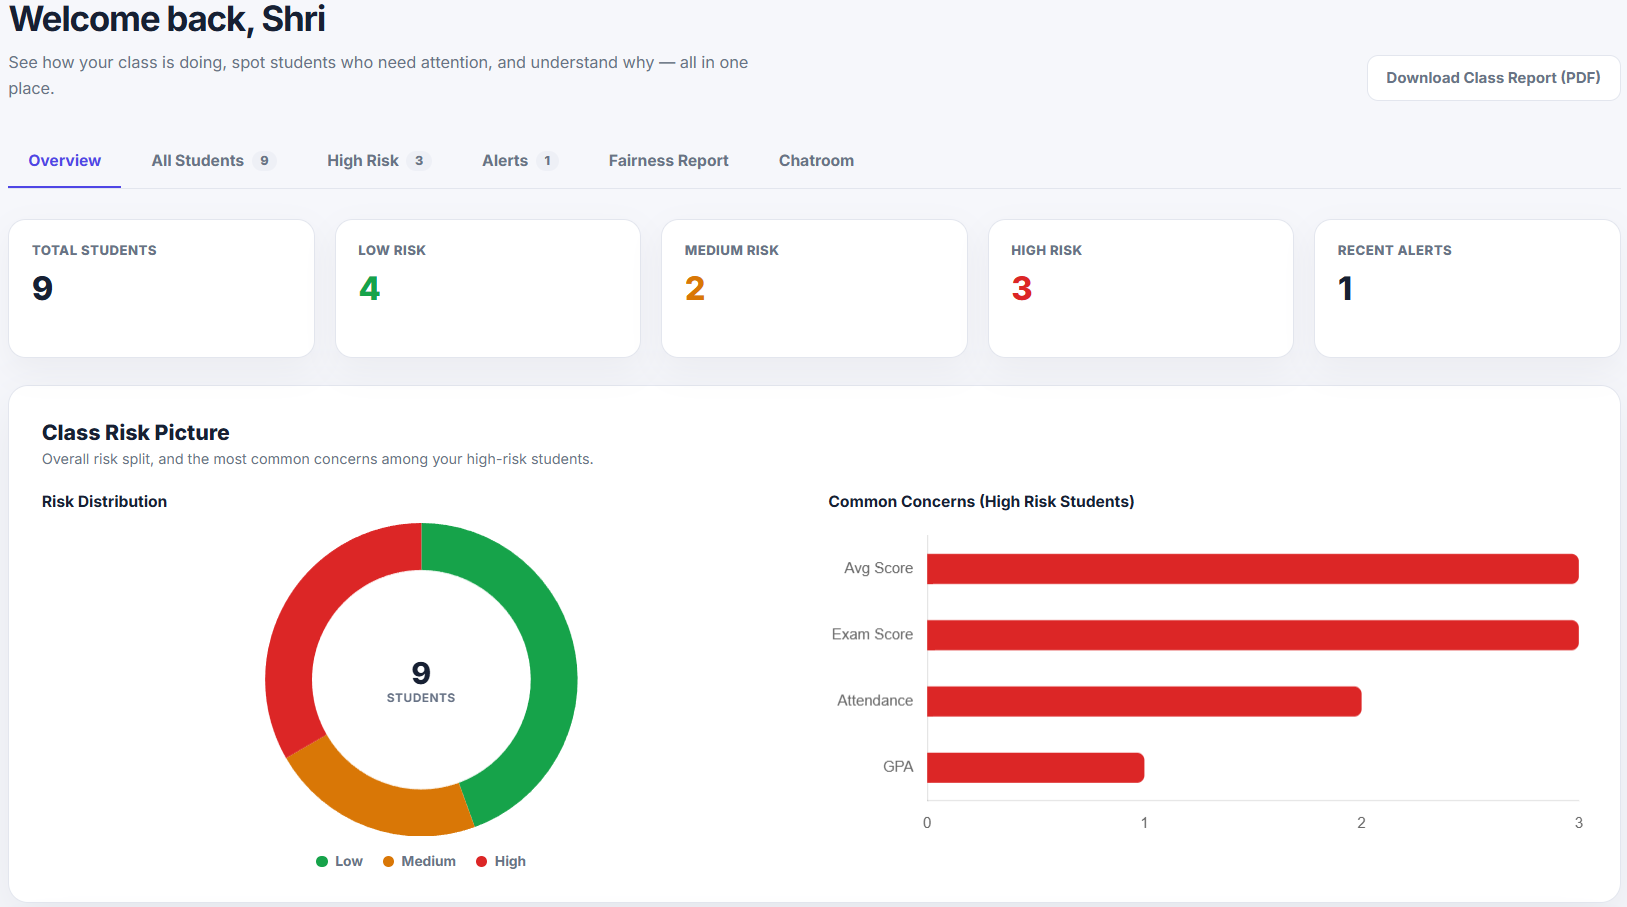 Welcome back, Shri
See how your class is doing, spot students who need attention, and understand why — all in one
place.
Download Class Report (PDF)
Overview
All Students 9
High Risk 3
Alerts 1
Fairness Report
Chatroom
TOTAL STUDENTS
9
LOW RISK
4
MEDIUM RISK
2
HIGH RISK
3
RECENT ALERTS
1
Class Risk Picture
Overall risk split, and the most common concerns among your high-risk students.
Risk Distribution
9
STUDENTS
Low
Medium
High
Common Concerns (High Risk Students)
Avg Score
Exam Score
Attendance
GPA
0
1
2
3